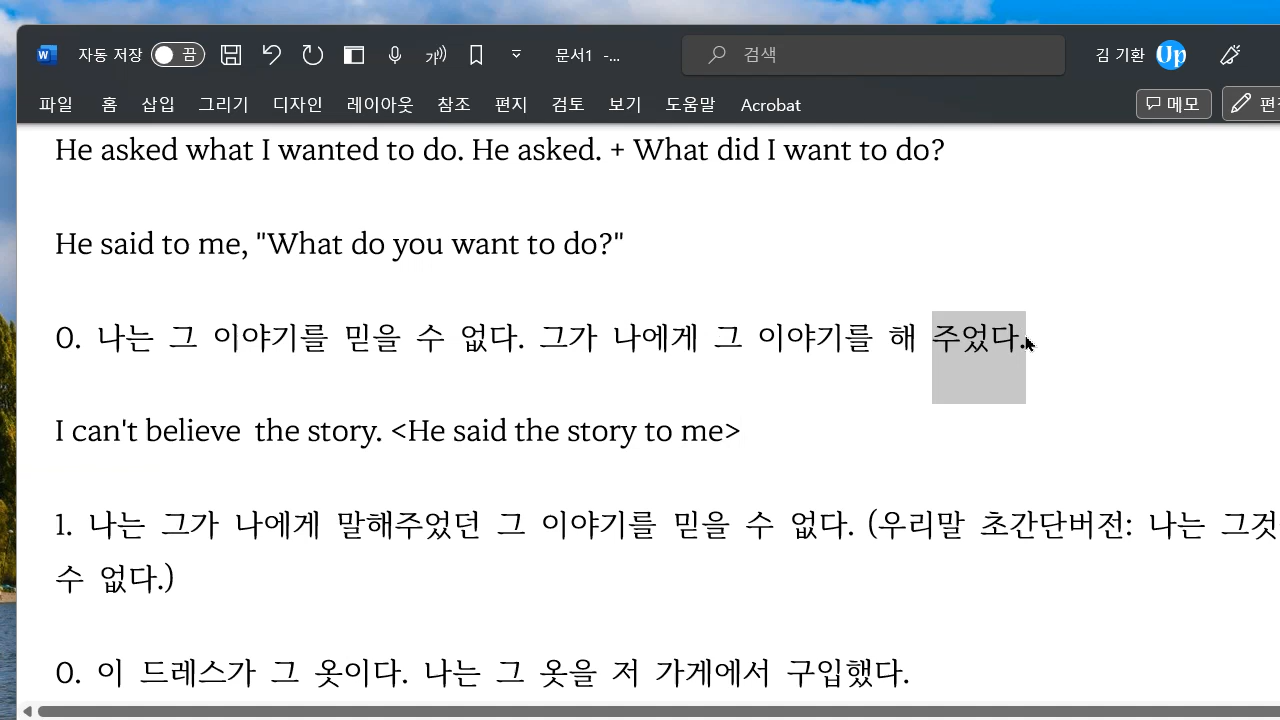 자동 저장 끔 문서1 -... 검색 김 기환 Up
파일 홈 삽입 그리기 디자인 레이아웃 참조 편지 검토 보기 도움말 Acrobat 메모
He asked what I wanted to do. He asked. + What did I want to do?
He said to me, "What do you want to do?"
0. 나는 그 이야기를 믿을 수 없다. 그가 나에게 그 이야기를 해 주었다.
I can't believe the story. <He said the story to me>
1. 나는 그가 나에게 말해주었던 그 이야기를 믿을 수 없다. (우리말 초간단버전: 나는 그것
수 없다.)
0. 이 드레스가 그 옷이다. 나는 그 옷을 저 가게에서 구입했다.